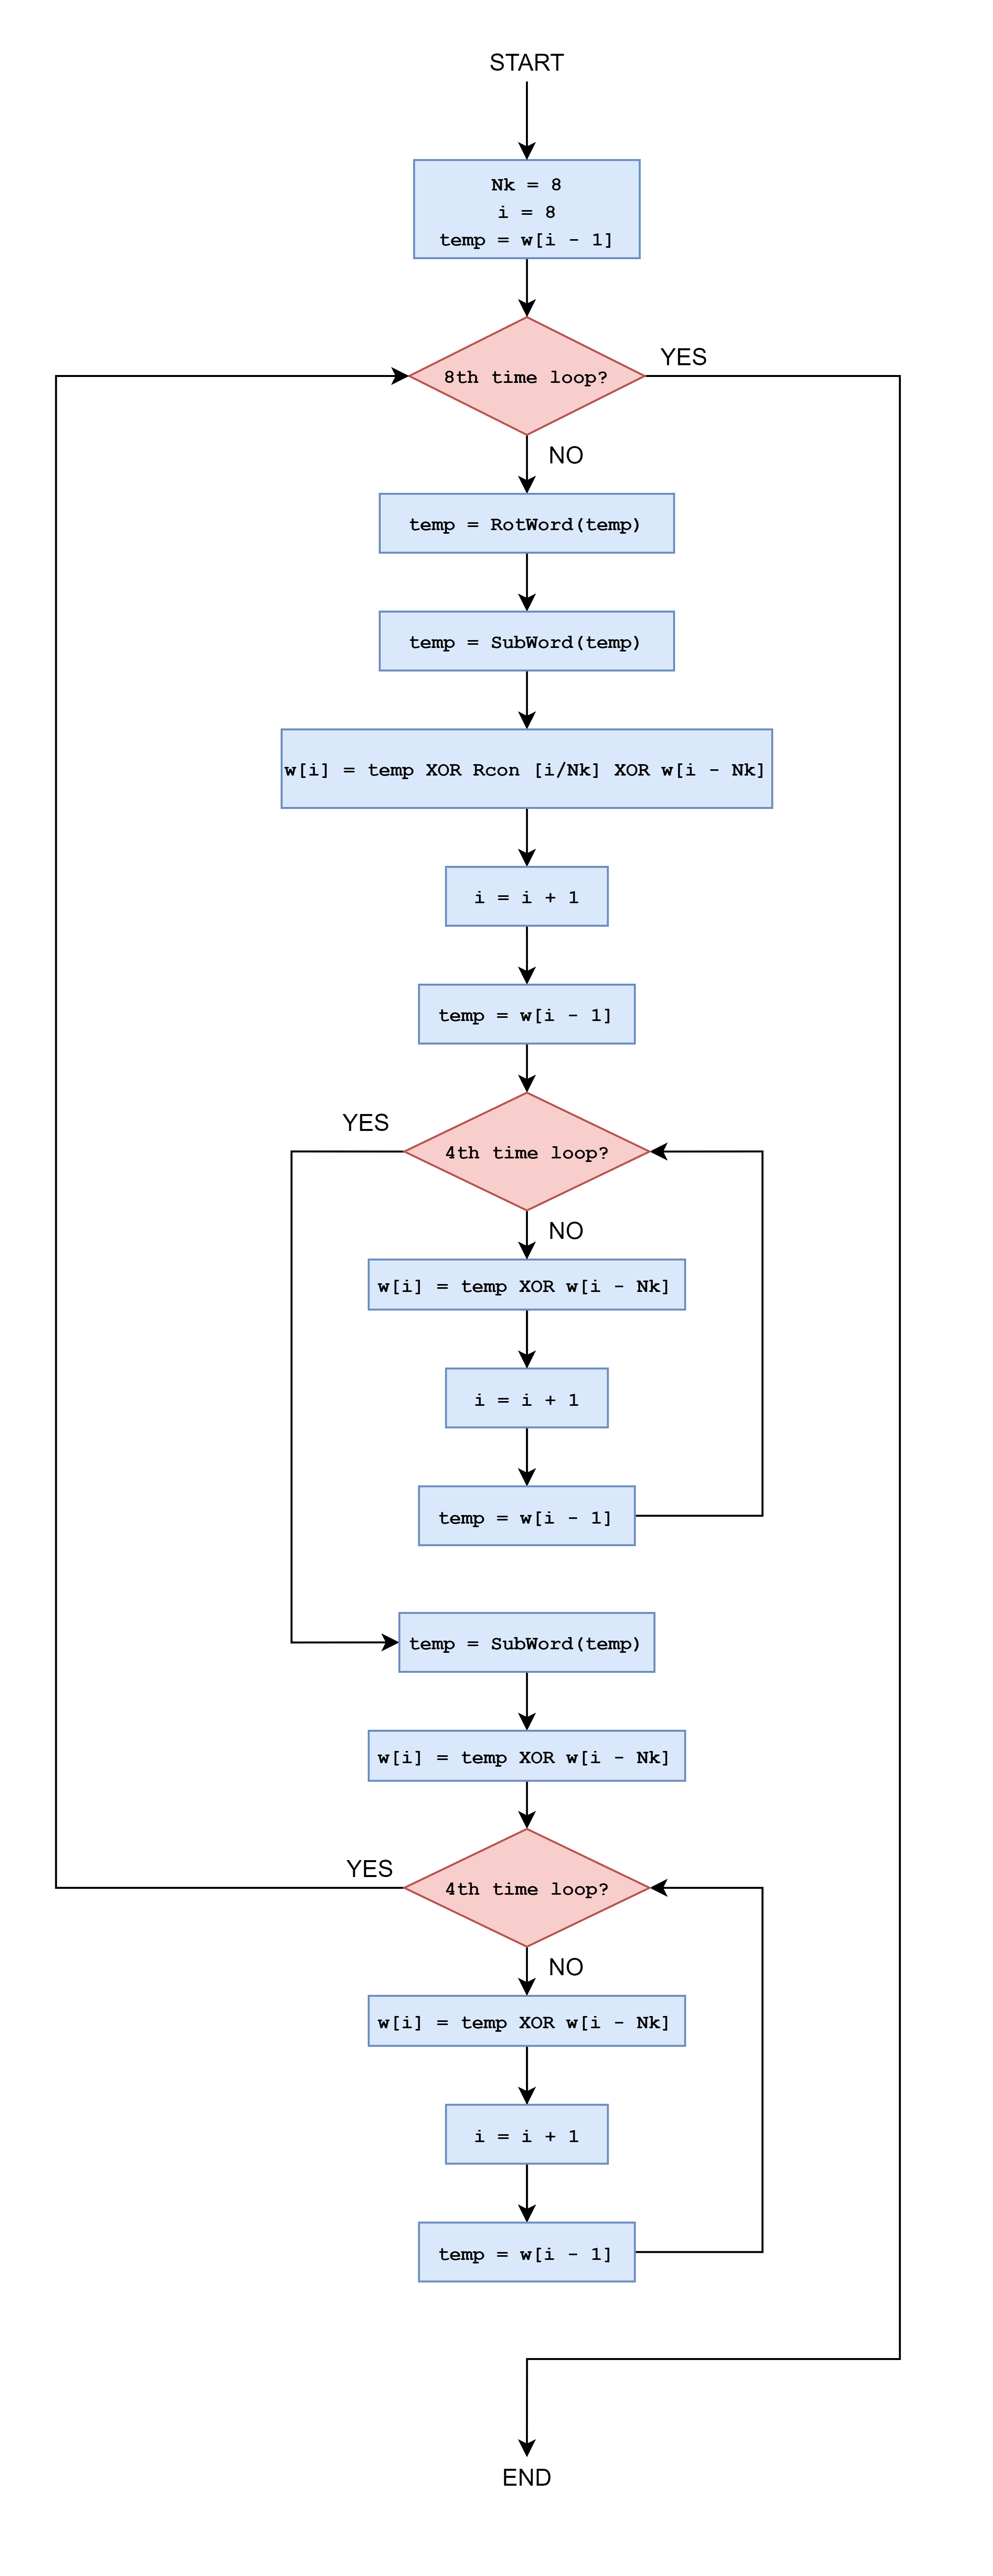 START
Nk = 8
i = 8
temp = w[i - 1]
8th time loop?
YES
NO
temp = RotWord(temp)
temp = SubWord(temp)
w[i] = temp XOR Rcon [i/Nk] XOR w[i - Nk]
i = i + 1
temp = w[i - 1]
YES
4th time loop?
NO
w[i] = temp XOR w[i - Nk]
i = i + 1
temp = w[i - 1]
temp = SubWord(temp)
w[i] = temp XOR w[i - Nk]
YES
4th time loop?
NO
w[i] = temp XOR w[i - Nk]
i = i + 1
temp = w[i - 1]
END